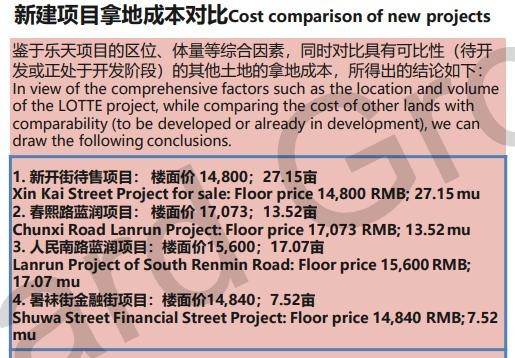 新建项目拿地成本对比Cost comparison of new projects
鉴于乐天项目的区位、体量等综合因素，同时对比具有可比性（待开
发或正处于开发阶段）的其他土地的拿地成本，所得出的结论如下：
In view of the comprehensive factors such as the location and volume
of the LOTTE project, while comparing the cost of other lands with
comparability (to be developed or already in development), we can
draw the following conclusions.
1. 新开街待售项目： 楼面价 14,800；27.15亩
Xin Kai Street Project for sale: Floor price 14,800 RMB; 27.15 mu
2. 春熙路蓝润项目： 楼面价 17,073；13.52亩
Chunxi Road Lanrun Project: Floor price 17,073 RMB; 13.52 mu
3. 人民南路蓝润项目：楼面价15,600；17.07亩
Lanrun Project of South Renmin Road: Floor price 15,600 RMB;
17.07 mu
4. 暑袜街金融街项目：楼面价14,840；7.52亩
Shuwa Street Financial Street Project: Floor price 14,840 RMB; 7.52
mu